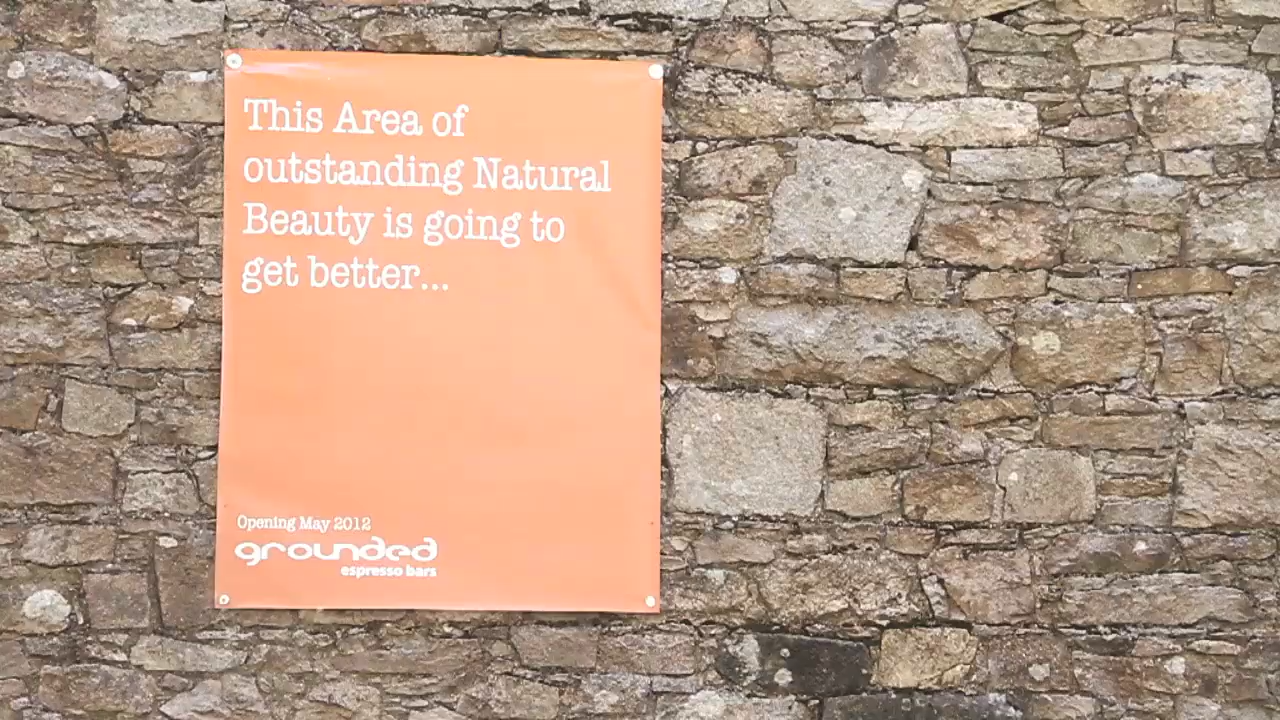 This Area of
outstanding Natural
Beauty is going to
get better...
Opening May 2012
grounded
espresso bars